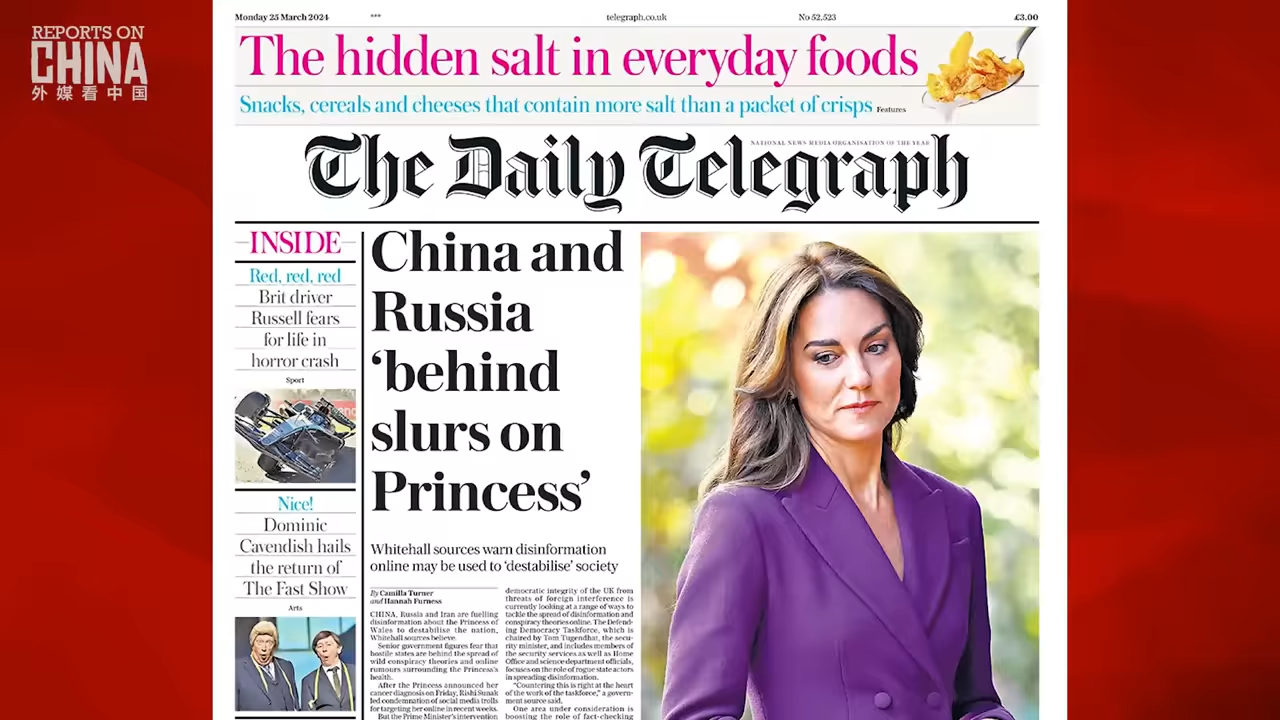 REPORTS ON
CHINA
外媒看中国
Monday 25 March 2024
***
telegraph.co.uk
No 52,523
£3.00
The hidden salt in everyday foods
Snacks, cereals and cheeses that contain more salt than a packet of crisps Features
NATIONAL NEWS MEDIA ORGANISATION OF THE YEAR
The Daily Telegraph
INSIDE
Red, red, red
Brit driver
Russell fears
for life in
horror crash
Sport
Nice!
Dominic
Cavendish hails
the return of
The Fast Show
Arts
China and
Russia
‘behind
slurs on
Princess’
Whitehall sources warn disinformation
online may be used to ‘destabilise’ society
By Camilla Turner
and Hannah Furness
CHINA, Russia and Iran are fuelling
disinformation about the Princess of
Wales to destabilise the nation,
Whitehall sources believe.
Senior government figures fear that
hostile states are behind the spread of
wild conspiracy theories and online
rumours surrounding the Princess's
health.
After the Princess announced her
cancer diagnosis on Friday, Rishi Sunak
led condemnation of social media trolls
for targeting her online in recent weeks.
But the Prime Minister's intervention
democratic integrity of the UK from
threats of foreign interference is
currently looking at a range of ways to
tackle the spread of disinformation and
conspiracy theories online. The Defend-
ing Democracy Taskforce, which is
chaired by Tom Tugendhat, the secu-
rity minister, and includes members of
the security services as well as Home
Office and science department officials,
focuses on the role of rogue state actors
in spreading disinformation.
“Countering this is right at the heart
of the work of the taskforce,” a govern-
ment source said.
One area under consideration is
boosting the role of fact-checking